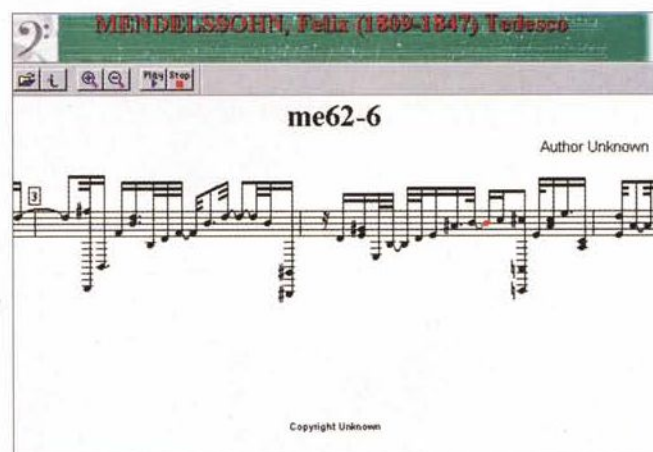 MENDELSSOHN, Felix (1809-1847) Tedesco
i Play Stop
me62-6
Author Unknown
3
Copyright Unknown